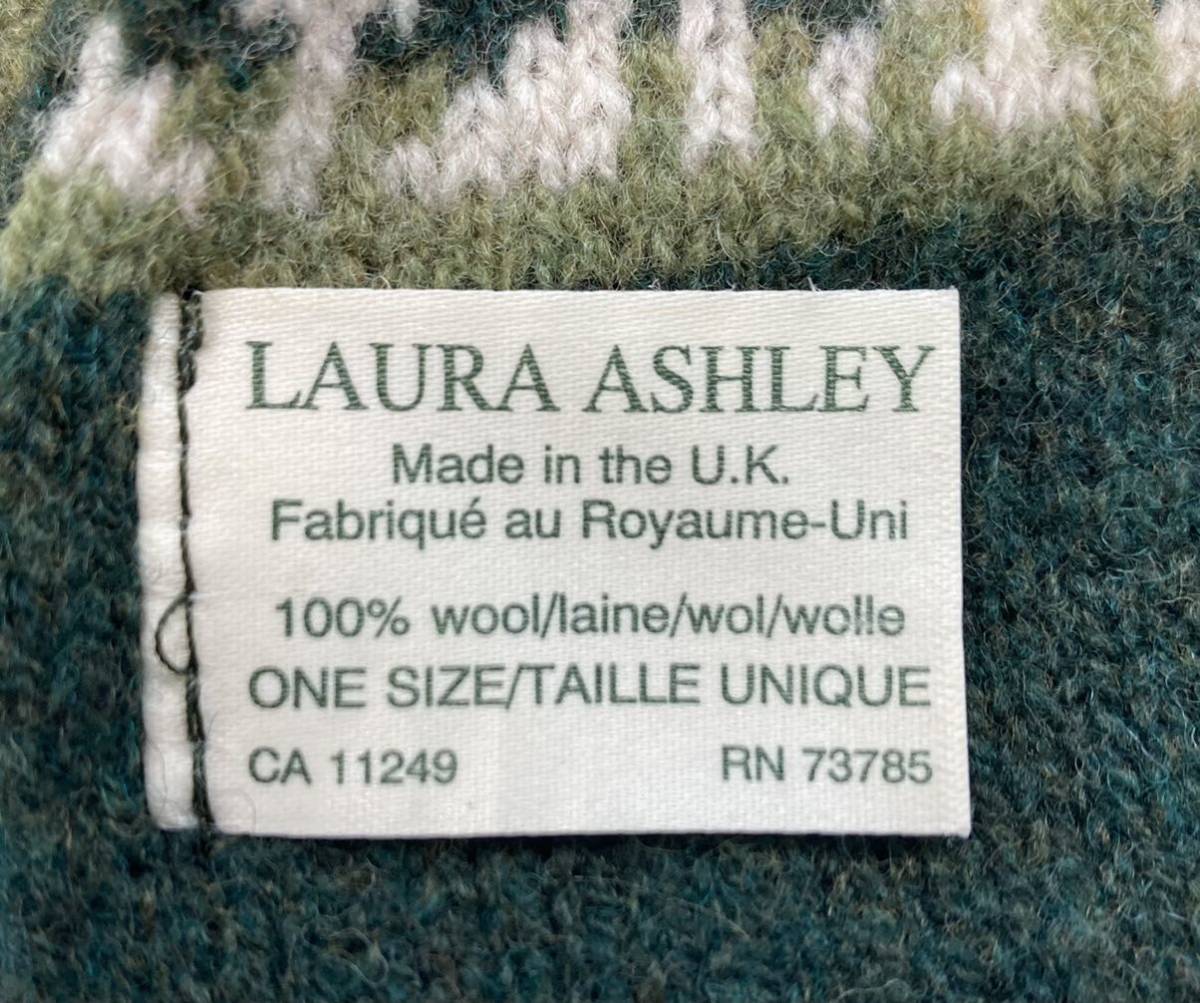 LAURA ASHLEY
Made in the U.K.
Fabriqué au Royaume-Uni
100% wool/laine/wol/wolle
ONE SIZE/TAILLE UNIQUE
CA 11249 RN 73785